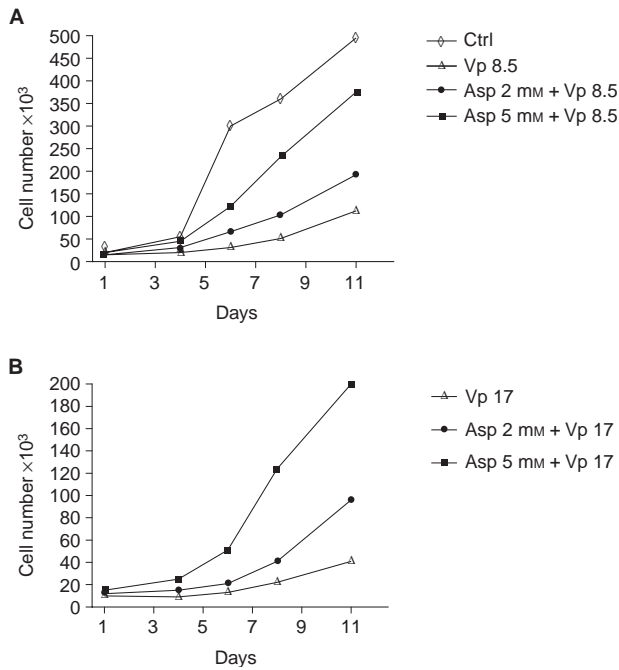 A
500
450
400
350
300
250
200
150
100
50
0
Cell number ×10³
1 3 5 7 9 11
Days
Ctrl
Vp 8.5
Asp 2 mM + Vp 8.5
Asp 5 mM + Vp 8.5
B
200
180
160
140
120
100
80
60
40
20
0
Cell number ×10³
1 3 5 7 9 11
Days
Vp 17
Asp 2 mM + Vp 17
Asp 5 mM + Vp 17